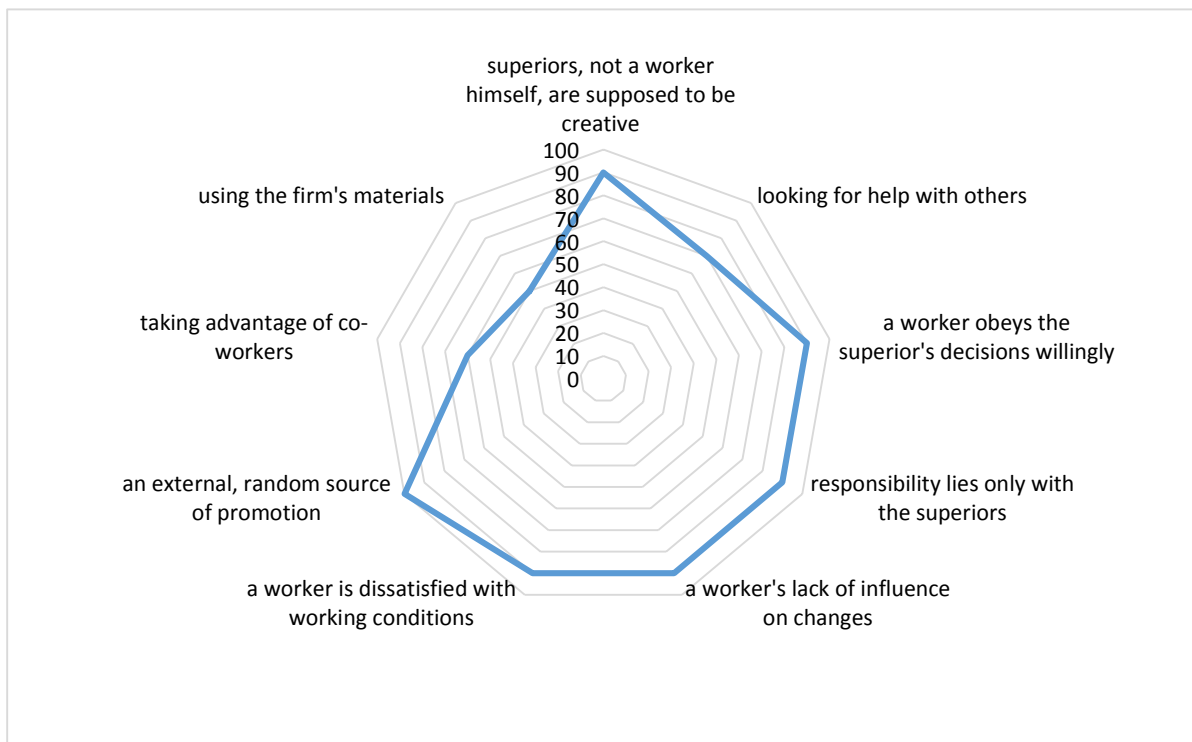 superiors, not a worker
himself, are supposed to be
creative
100
90
80
70
60
50
40
30
20
10
0
using the firm's materials
looking for help with others
taking advantage of co-
workers
a worker obeys the
superior's decisions willingly
an external, random source
of promotion
responsibility lies only with
the superiors
a worker is dissatisfied with
working conditions
a worker's lack of influence
on changes